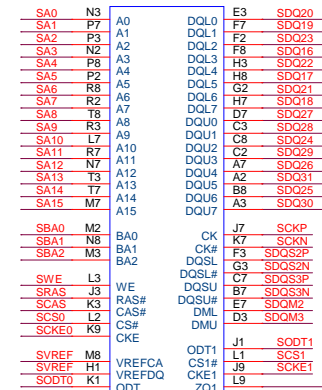 SA0 N3 A0 DQL0 E3 SDQ20
SA1 P7 A1 DQL1 F7 SDQ19
SA2 P3 A2 DQL2 F2 SDQ23
SA3 N2 A3 DQL3 F8 SDQ16
SA4 P8 A4 DQL4 H3 SDQ22
SA5 P2 A5 DQL5 H8 SDQ17
SA6 R8 A6 DQL6 G2 SDQ21
SA7 R2 A7 DQL7 H7 SDQ18
SA8 T8 A8 DQU0 D7 SDQ27
SA9 R3 A9 DQU1 C3 SDQ28
SA10 L7 A10 DQU2 C8 SDQ24
SA11 R7 A11 DQU3 C2 SDQ29
SA12 N7 A12 DQU4 A7 SDQ26
SA13 T3 A13 DQU5 A2 SDQ31
SA14 T7 A14 DQU6 B8 SDQ25
SA15 M7 A15 DQU7 A3 SDQ30
SBA0 M2 BA0 CK J7 SCKP
SBA1 N8 BA1 CK# K7 SCKN
SBA2 M3 BA2 DQSL F3 SDQS2P
DQSL# G3 SDQS2N
SWE L3 WE DQSU C7 SDQS3P
SRAS J3 RAS# DQSU# B7 SDQS3N
SCAS K3 CAS# DML E7 SDQM2
SCS0 L2 CS# DMU D3 SDQM3
SCKE0 K9 CKE
ODT1 J1 SODT1
SVREF M8 VREFCA CS1# L1 SCS1
SVREF H1 VREFDQ CKE1 J9 SCKE1
SODT0 K1 ODT ZQ1 L9